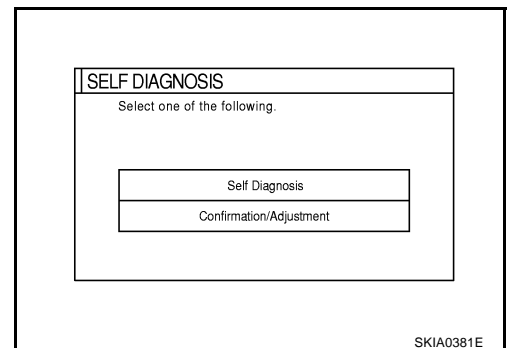 SELF DIAGNOSIS
Select one of the following.
Self Diagnosis
Confirmation/Adjustment
SKIA0381E